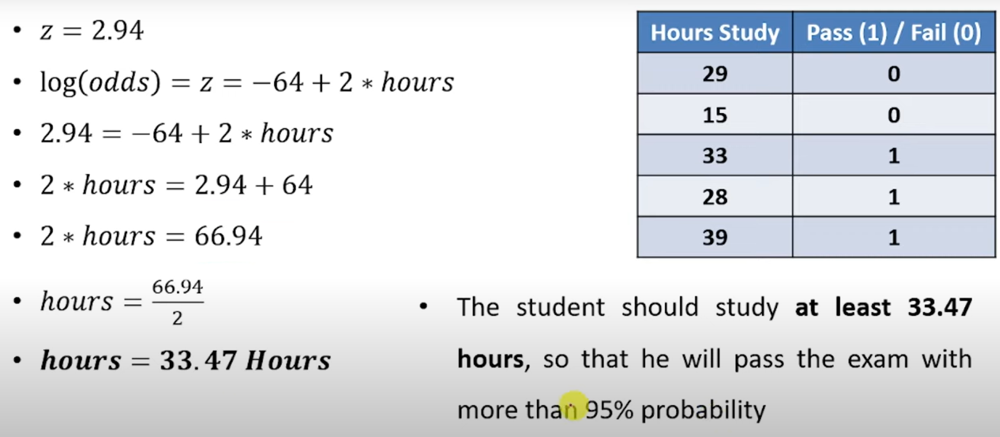 • z = 2.94
• log(odds) = z = −64 + 2 ∗ hours
• 2.94 = −64 + 2 ∗ hours
• 2 ∗ hours = 2.94 + 64
• 2 ∗ hours = 66.94
• hours = 66.94 / 2
• hours = 33.47 Hours
Hours Study Pass (1) / Fail (0)
29 0
15 0
33 1
28 1
39 1
• The student should study at least 33.47
hours, so that he will pass the exam with
more than 95% probability